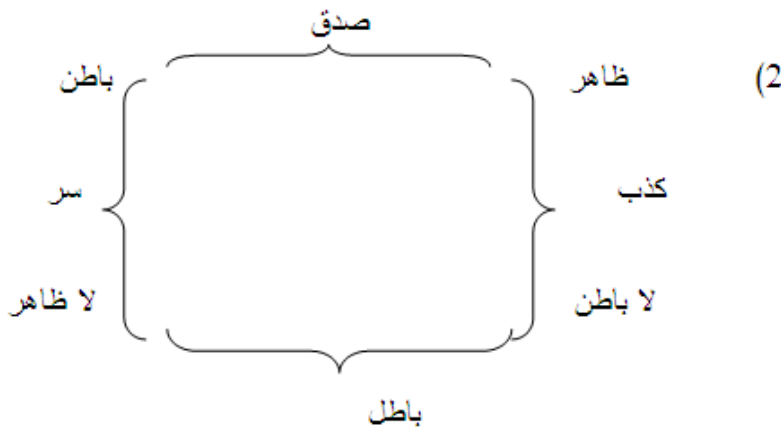 صدق
(2 ظاهر باطن
كذب سر
لا باطن لا ظاهر
باطل